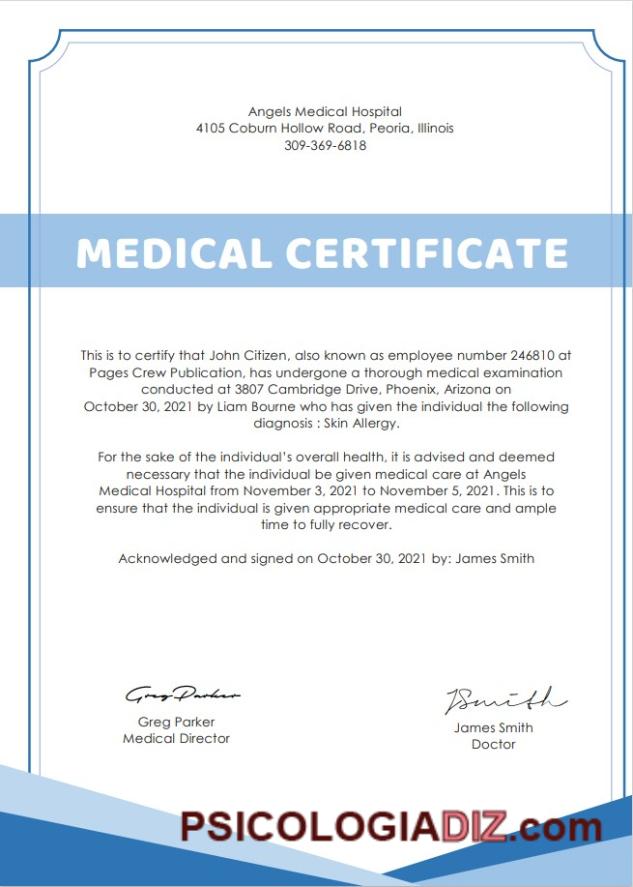 Angels Medical Hospital
4105 Coburn Hollow Road, Peoria, Illinois
309-369-6818
MEDICAL CERTIFICATE
This is to certify that John Citizen, also known as employee number 246810 at
Pages Crew Publication, has undergone a thorough medical examination
conducted at 3807 Cambridge Drive, Phoenix, Arizona on
October 30, 2021 by Liam Bourne who has given the individual the following
diagnosis : Skin Allergy.
For the sake of the individual's overall health, it is advised and deemed
necessary that the individual be given medical care at Angels
Medical Hospital from November 3, 2021 to November 5, 2021. This is to
ensure that the individual is given appropriate medical care and ample
time to fully recover.
Acknowledged and signed on October 30, 2021 by: James Smith
Greg Parker
Greg Parker
Medical Director
JSmith
James Smith
Doctor
PSICOLOGIADIZ.com